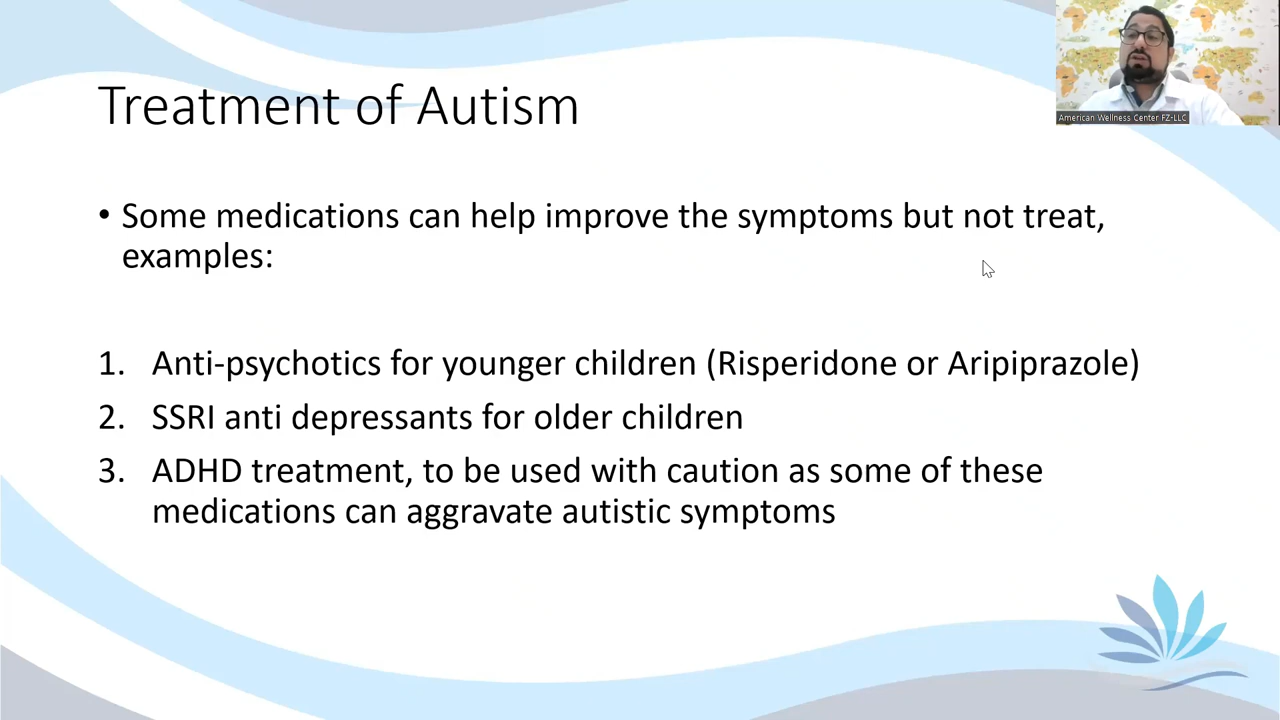 Treatment of Autism
American Wellness Center FZ-LLC
• Some medications can help improve the symptoms but not treat,
examples:
1. Anti-psychotics for younger children (Risperidone or Aripiprazole)
2. SSRI anti depressants for older children
3. ADHD treatment, to be used with caution as some of these
medications can aggravate autistic symptoms